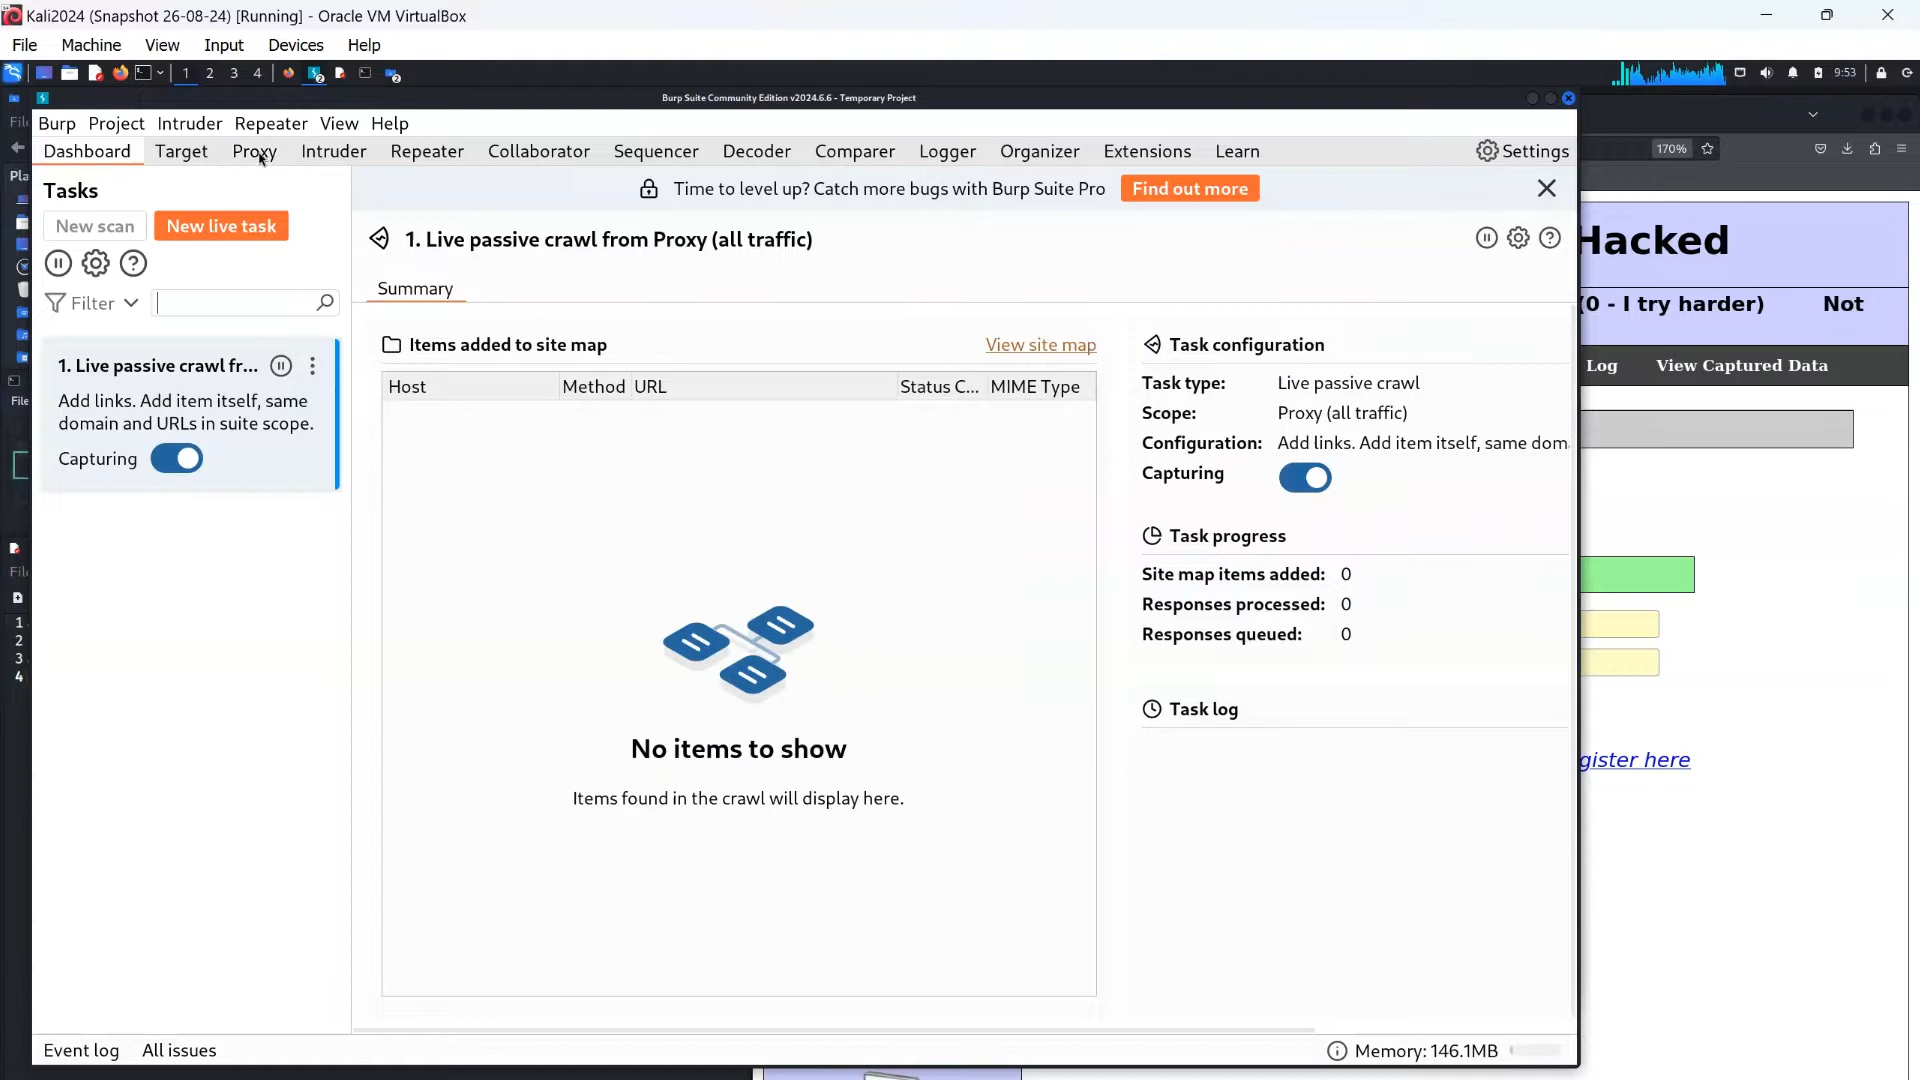 Kali2024 (Snapshot 26-08-24) [Running] - Oracle VM VirtualBox
File Machine View Input Devices Help
1 2 3 4 2 2 9:53
Burp Suite Community Edition v2024.6.6 - Temporary Project
Burp Project Intruder Repeater View Help
Dashboard Target Proxy Intruder Repeater Collaborator Sequencer Decoder Comparer Logger Organizer Extensions Learn Settings
170%
Tasks
Time to level up? Catch more bugs with Burp Suite Pro Find out more
New scan New live task
1. Live passive crawl from Proxy (all traffic)
Hacked
Filter
Summary
(0 - I try harder) Not
Items added to site map View site map Task configuration
1. Live passive crawl fr...
Log View Captured Data
Host Method URL Status C... MIME Type
Task type: Live passive crawl
Add links. Add item itself, same
domain and URLs in suite scope.
Scope: Proxy (all traffic)
Configuration: Add links. Add item itself, same dom
Capturing
Capturing
Task progress
Site map items added: 0
Responses processed: 0
Responses queued: 0
1
2
3
4
Task log
No items to show
gister here
Items found in the crawl will display here.
Event log All issues Memory: 146.1MB